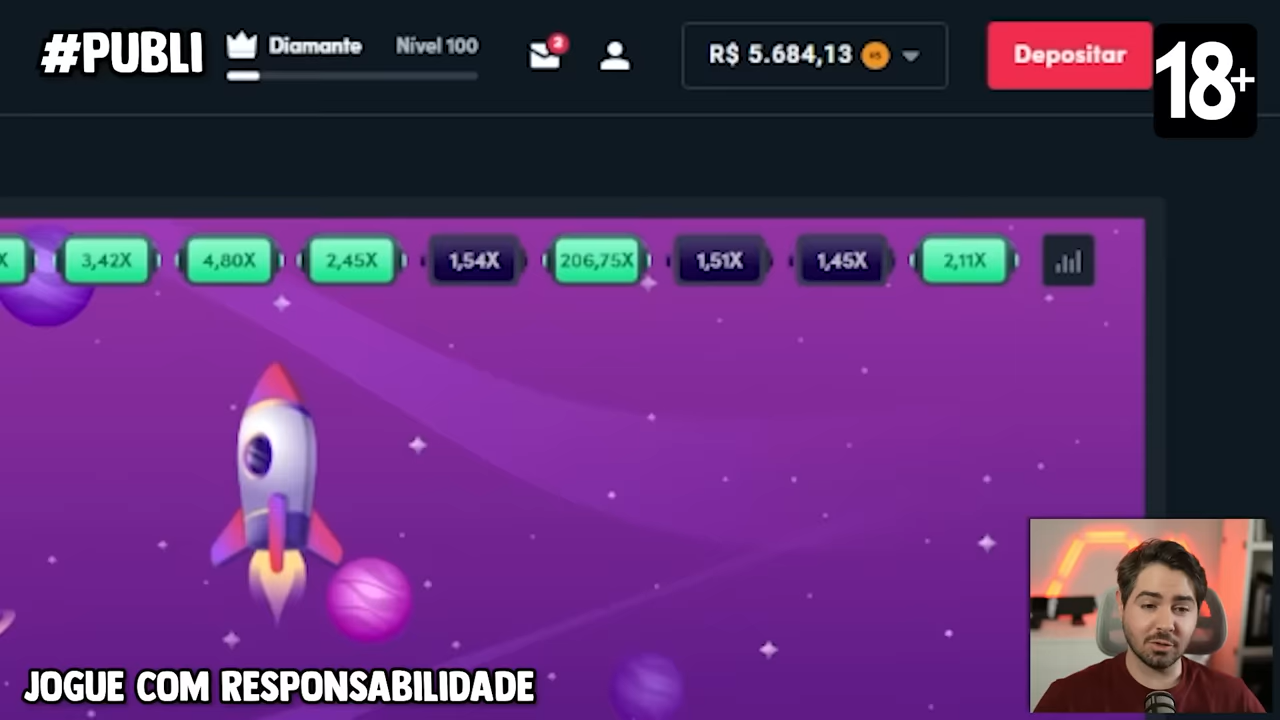 #PUBLI
Diamante
Nível 100
2
R$ 5.684,13
R$
Depositar
18+
X
3,42X
4,80X
2,45X
1,54X
206,75X
1,51X
1,45X
2,11X
JOGUE COM RESPONSABILIDADE